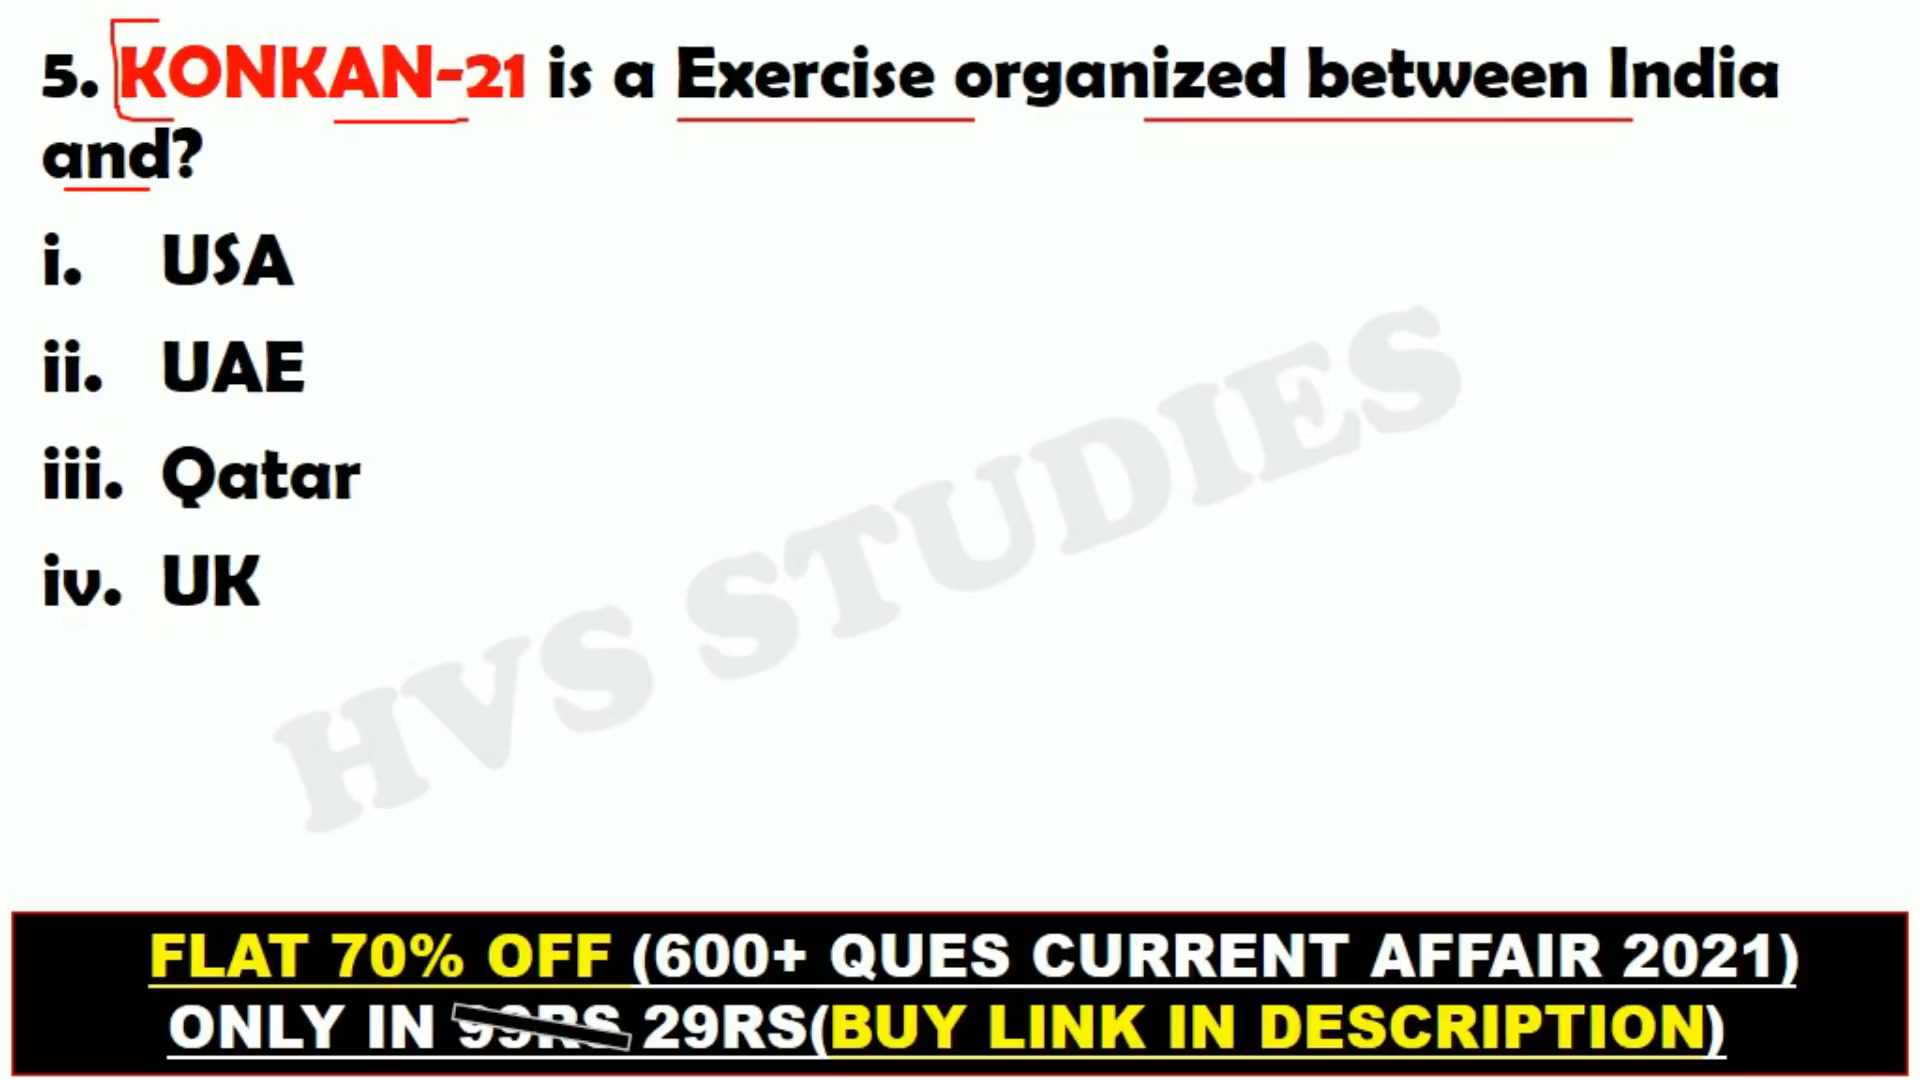 5. KONKAN-21 is a Exercise organized between India
and?
i. USA
ii. UAE
iii. Qatar
iv. UK
HVS STUDIES
FLAT 70% OFF (600+ QUES CURRENT AFFAIR 2021)
ONLY IN 99RS 29RS(BUY LINK IN DESCRIPTION)